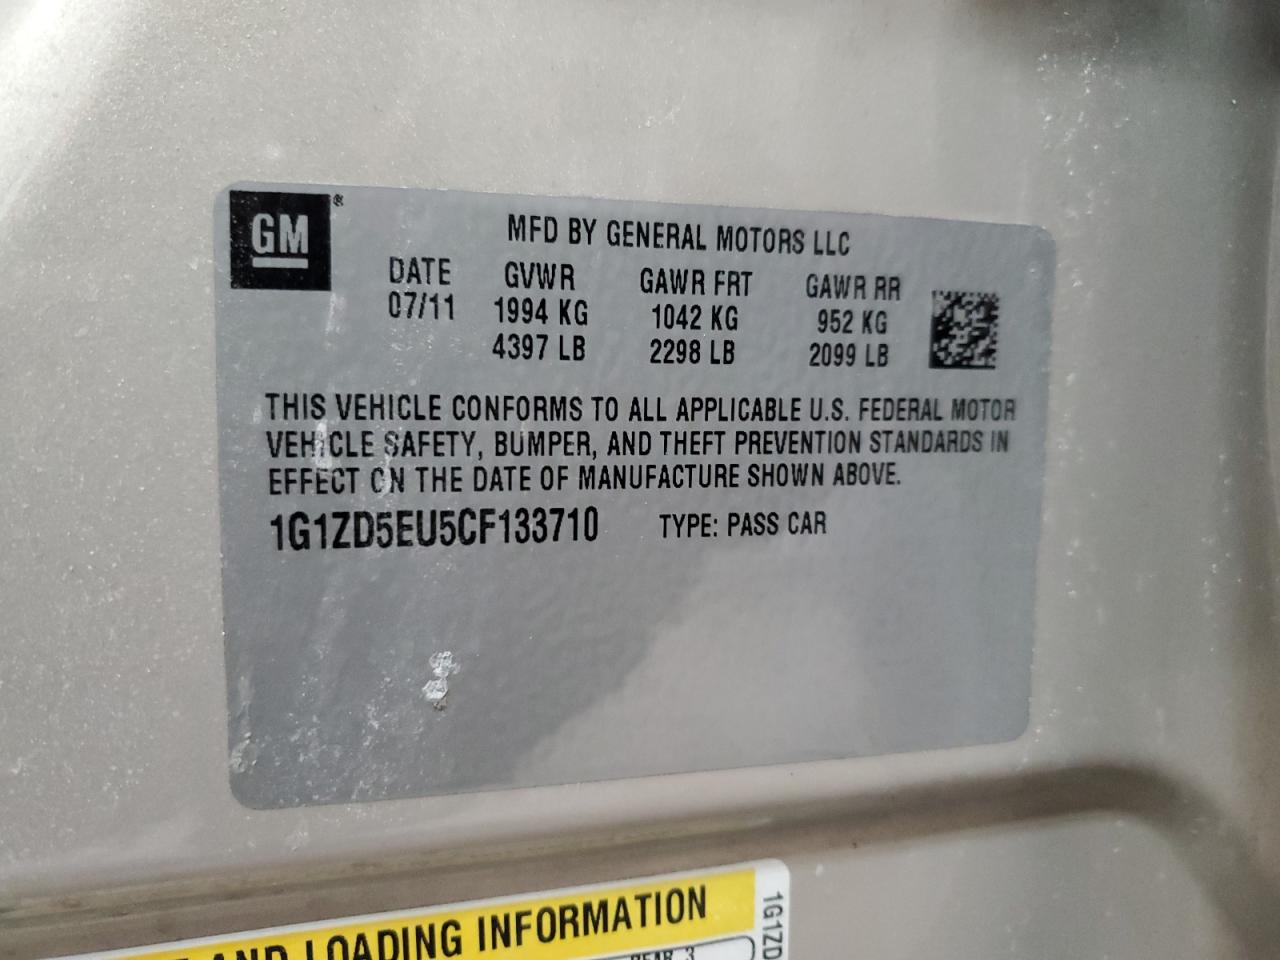 GM ®
MFD BY GENERAL MOTORS LLC
DATE GVWR GAWR FRT GAWR RR
07/11 1994 KG 1042 KG 952 KG
4397 LB 2298 LB 2099 LB
THIS VEHICLE CONFORMS TO ALL APPLICABLE U.S. FEDERAL MOTOR
VEHICLE SAFETY, BUMPER, AND THEFT PREVENTION STANDARDS IN
EFFECT ON THE DATE OF MANUFACTURE SHOWN ABOVE.
1G1ZD5EU5CF133710 TYPE: PASS CAR
AND LOADING INFORMATION
REAR 3
1G1ZD